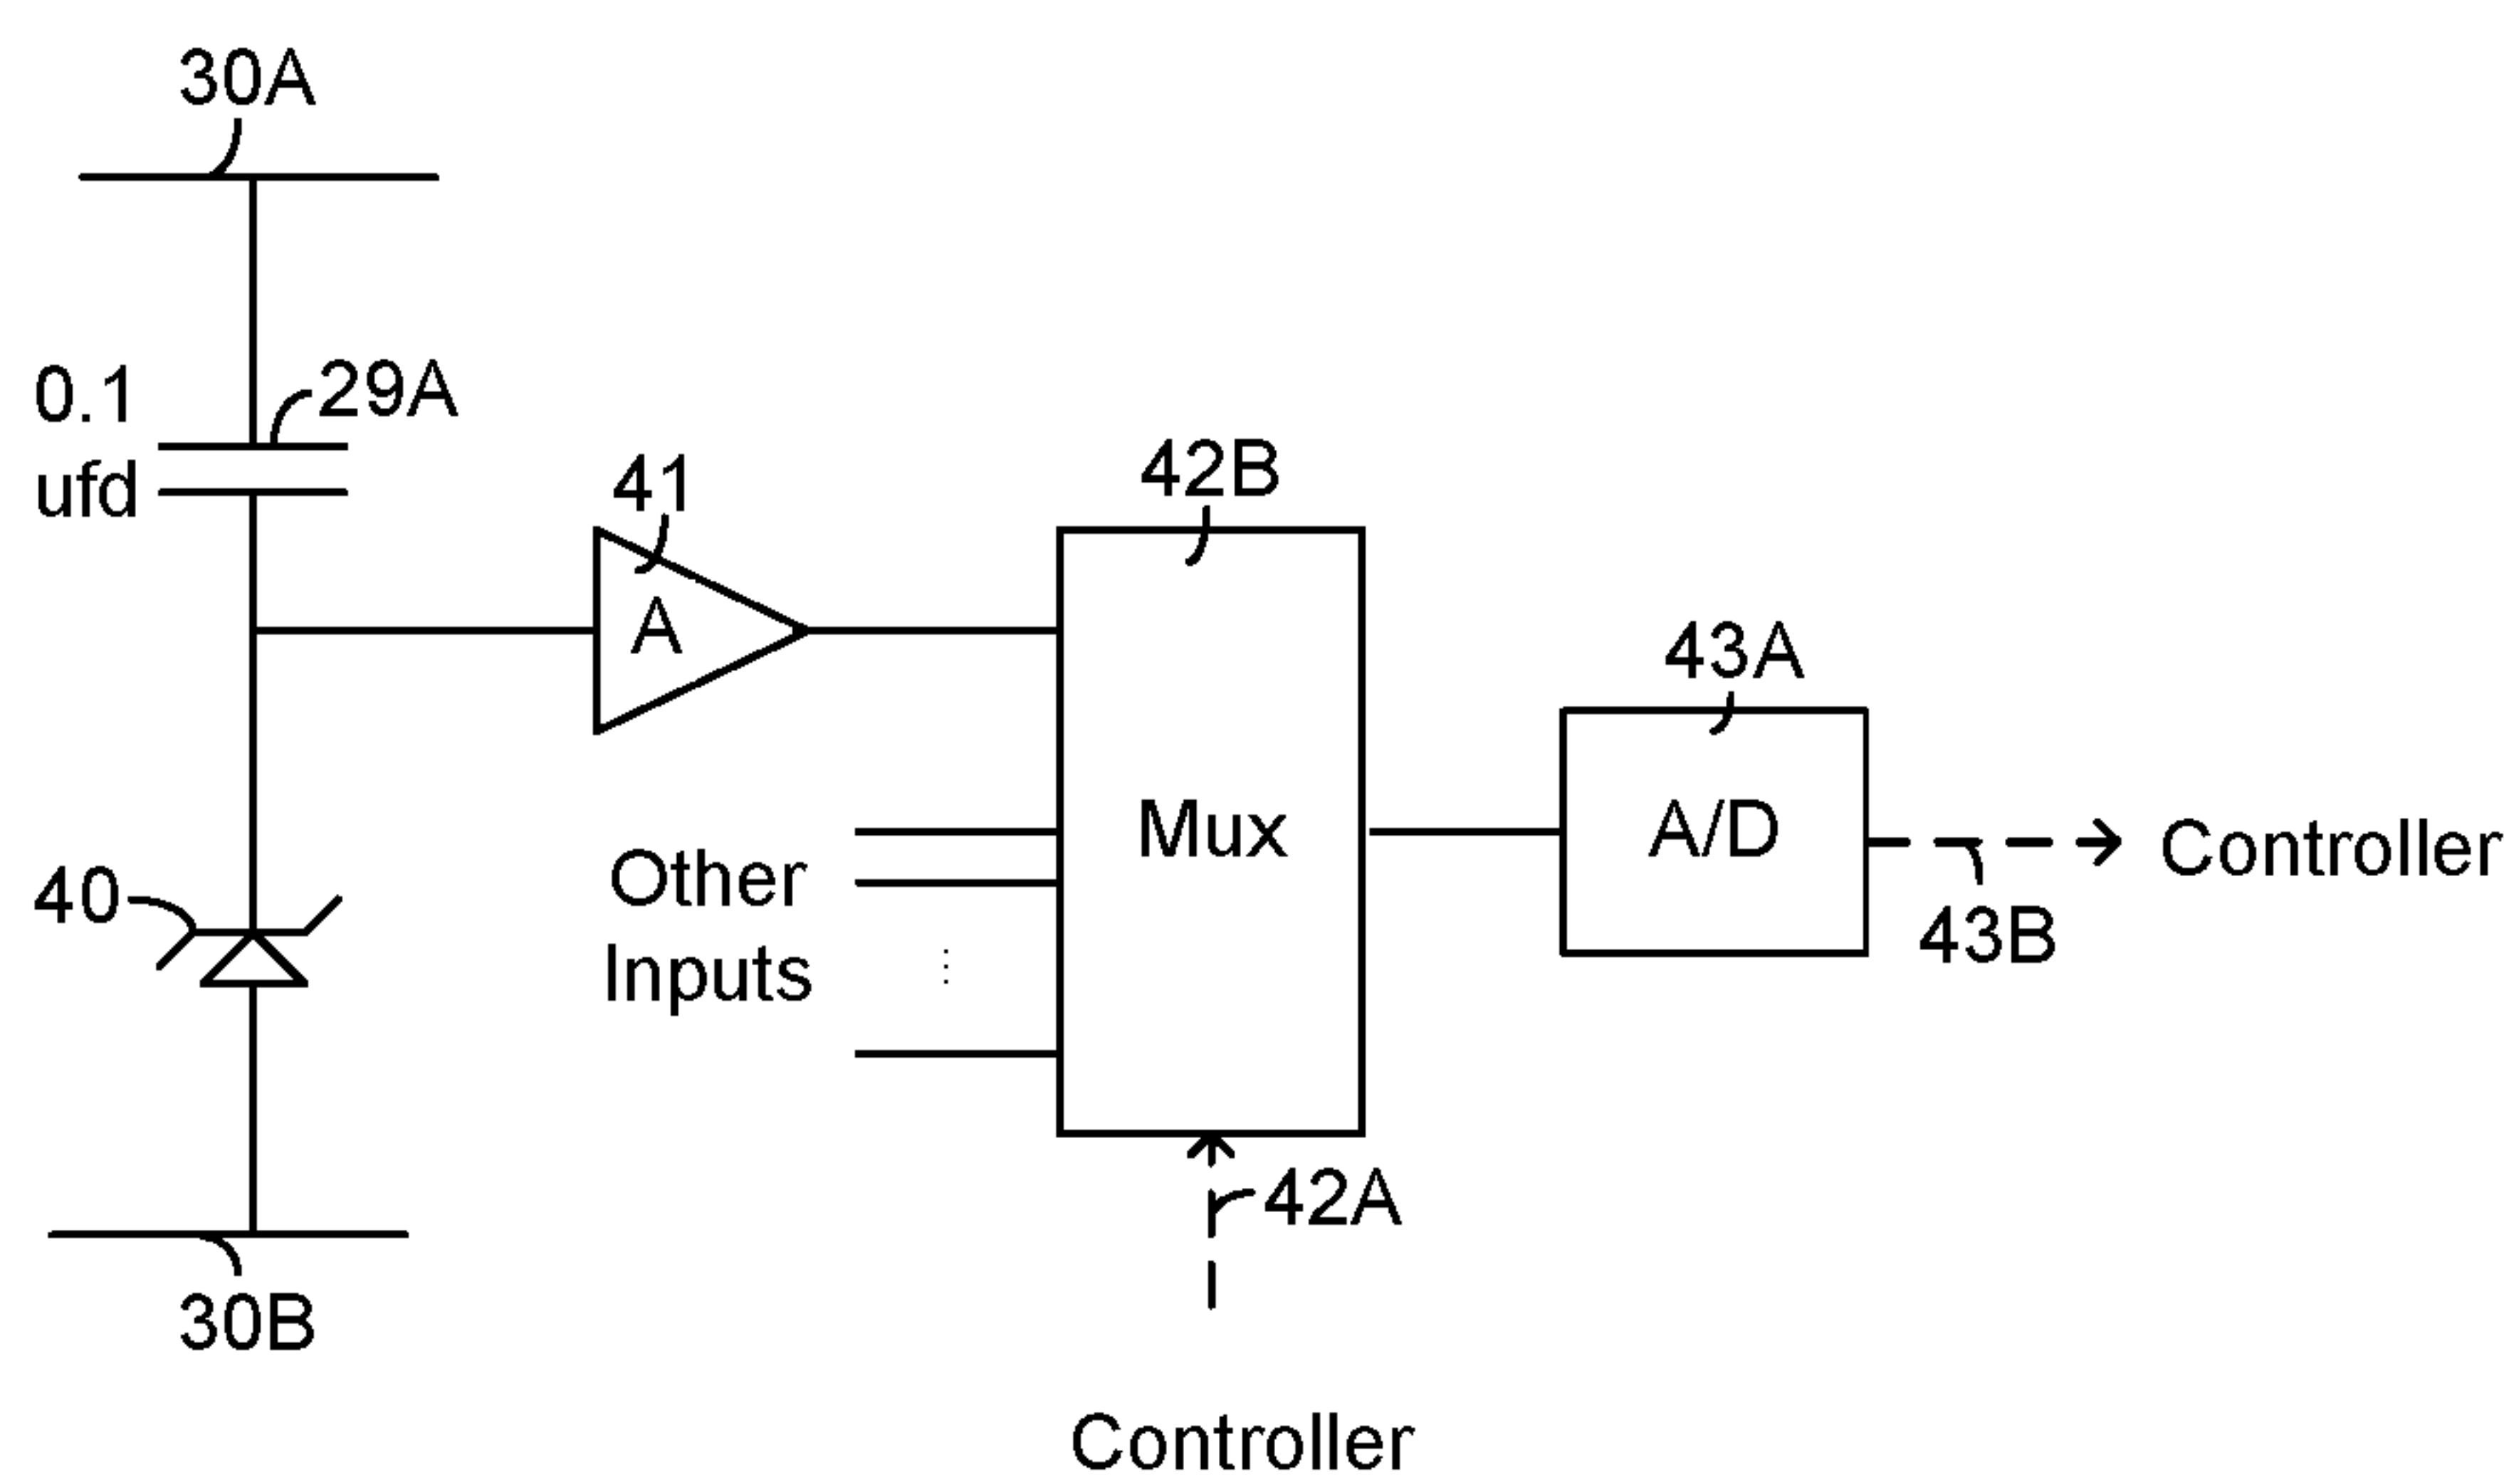 30A
0.1
ufd
29A
41
A
42B
Mux
43A
A/D
Controller
43B
Other
Inputs
40
42A
30B
Controller